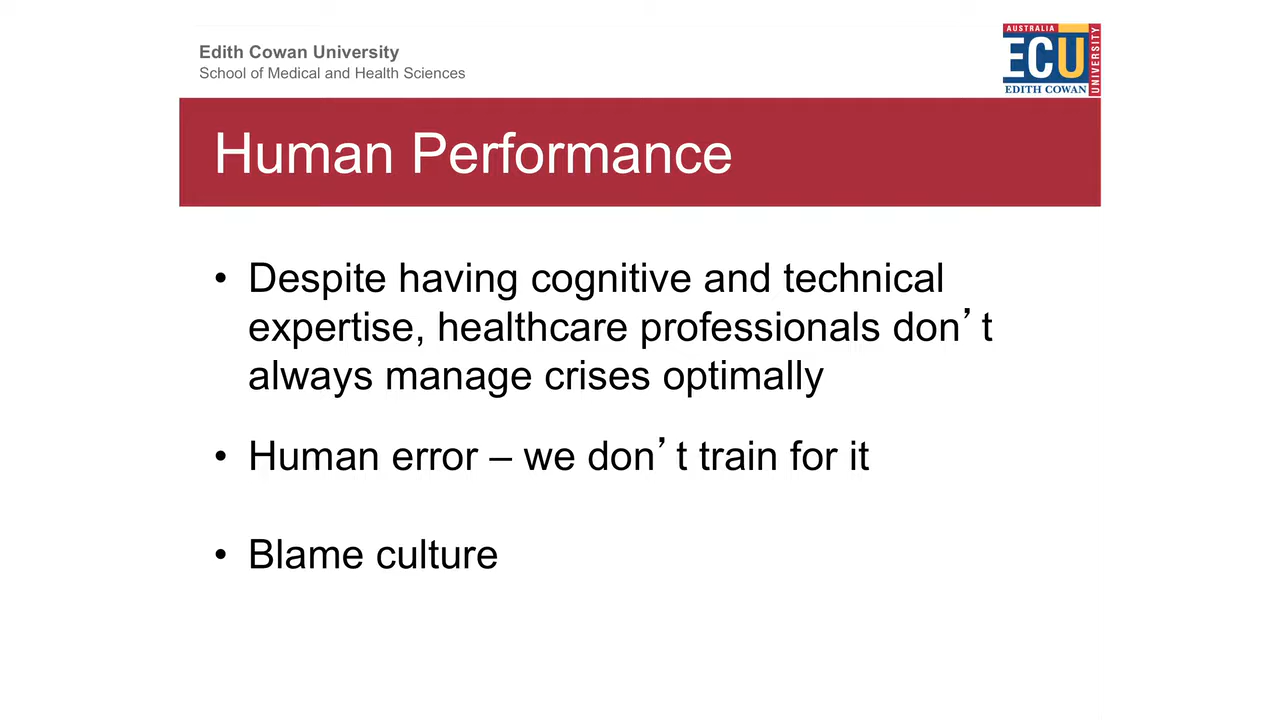 Edith Cowan University
School of Medical and Health Sciences
AUSTRALIA
ECU
EDITH COWAN
UNIVERSITY
Human Performance
• Despite having cognitive and technical
expertise, healthcare professionals don’t
always manage crises optimally
• Human error – we don’t train for it
• Blame culture